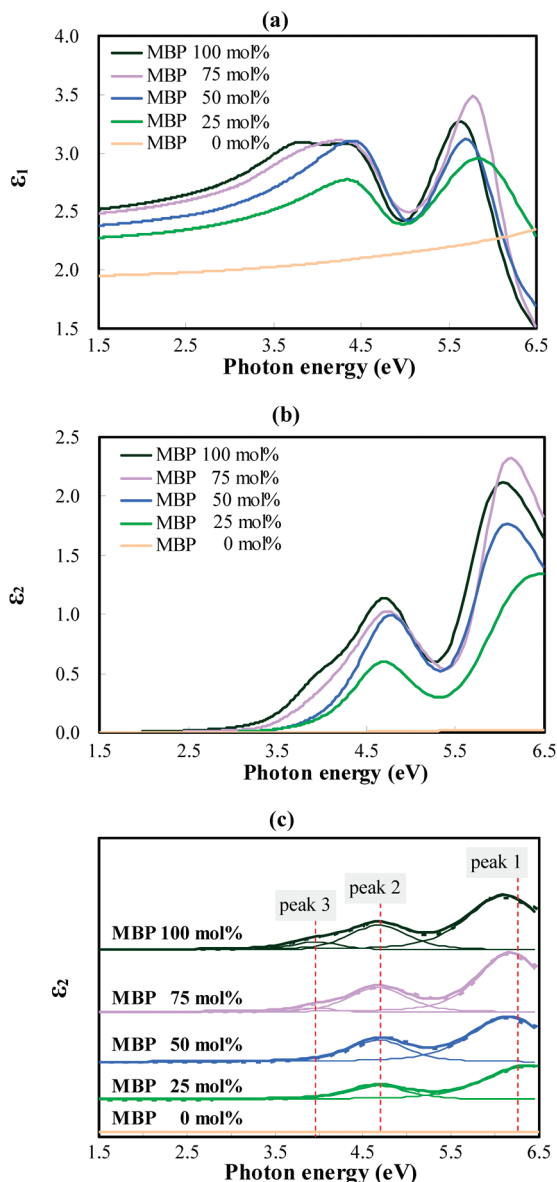 (a)
4.0
3.5
3.0
2.5
2.0
1.5
ε1
MBP 100 mol%
MBP 75 mol%
MBP 50 mol%
MBP 25 mol%
MBP 0 mol%
1.5 2.5 3.5 4.5 5.5 6.5
Photon energy (eV)
(b)
2.5
2.0
1.5
1.0
0.5
0.0
ε2
MBP 100 mol%
MBP 75 mol%
MBP 50 mol%
MBP 25 mol%
MBP 0 mol%
1.5 2.5 3.5 4.5 5.5 6.5
Photon energy (eV)
(c)
peak 1
peak 2
peak 3
ε2
MBP 100 mol%
MBP 75 mol%
MBP 50 mol%
MBP 25 mol%
MBP 0 mol%
1.5 2.5 3.5 4.5 5.5 6.5
Photon energy (eV)